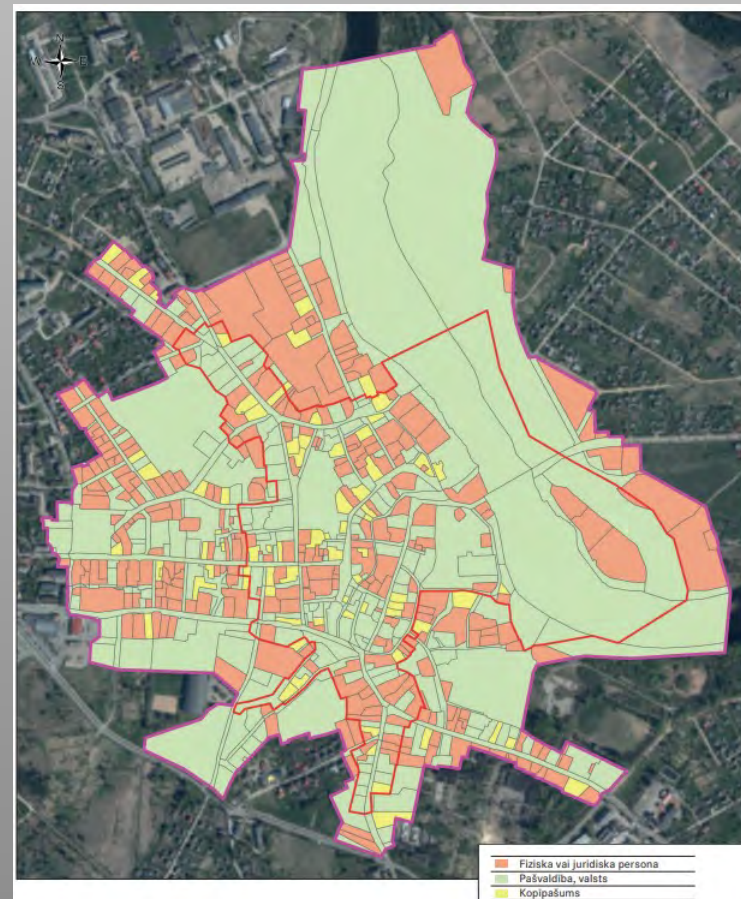 N
W E
S
Fiziska vai juridiska persona
Pašvaldība, valsts
Kopīpašums